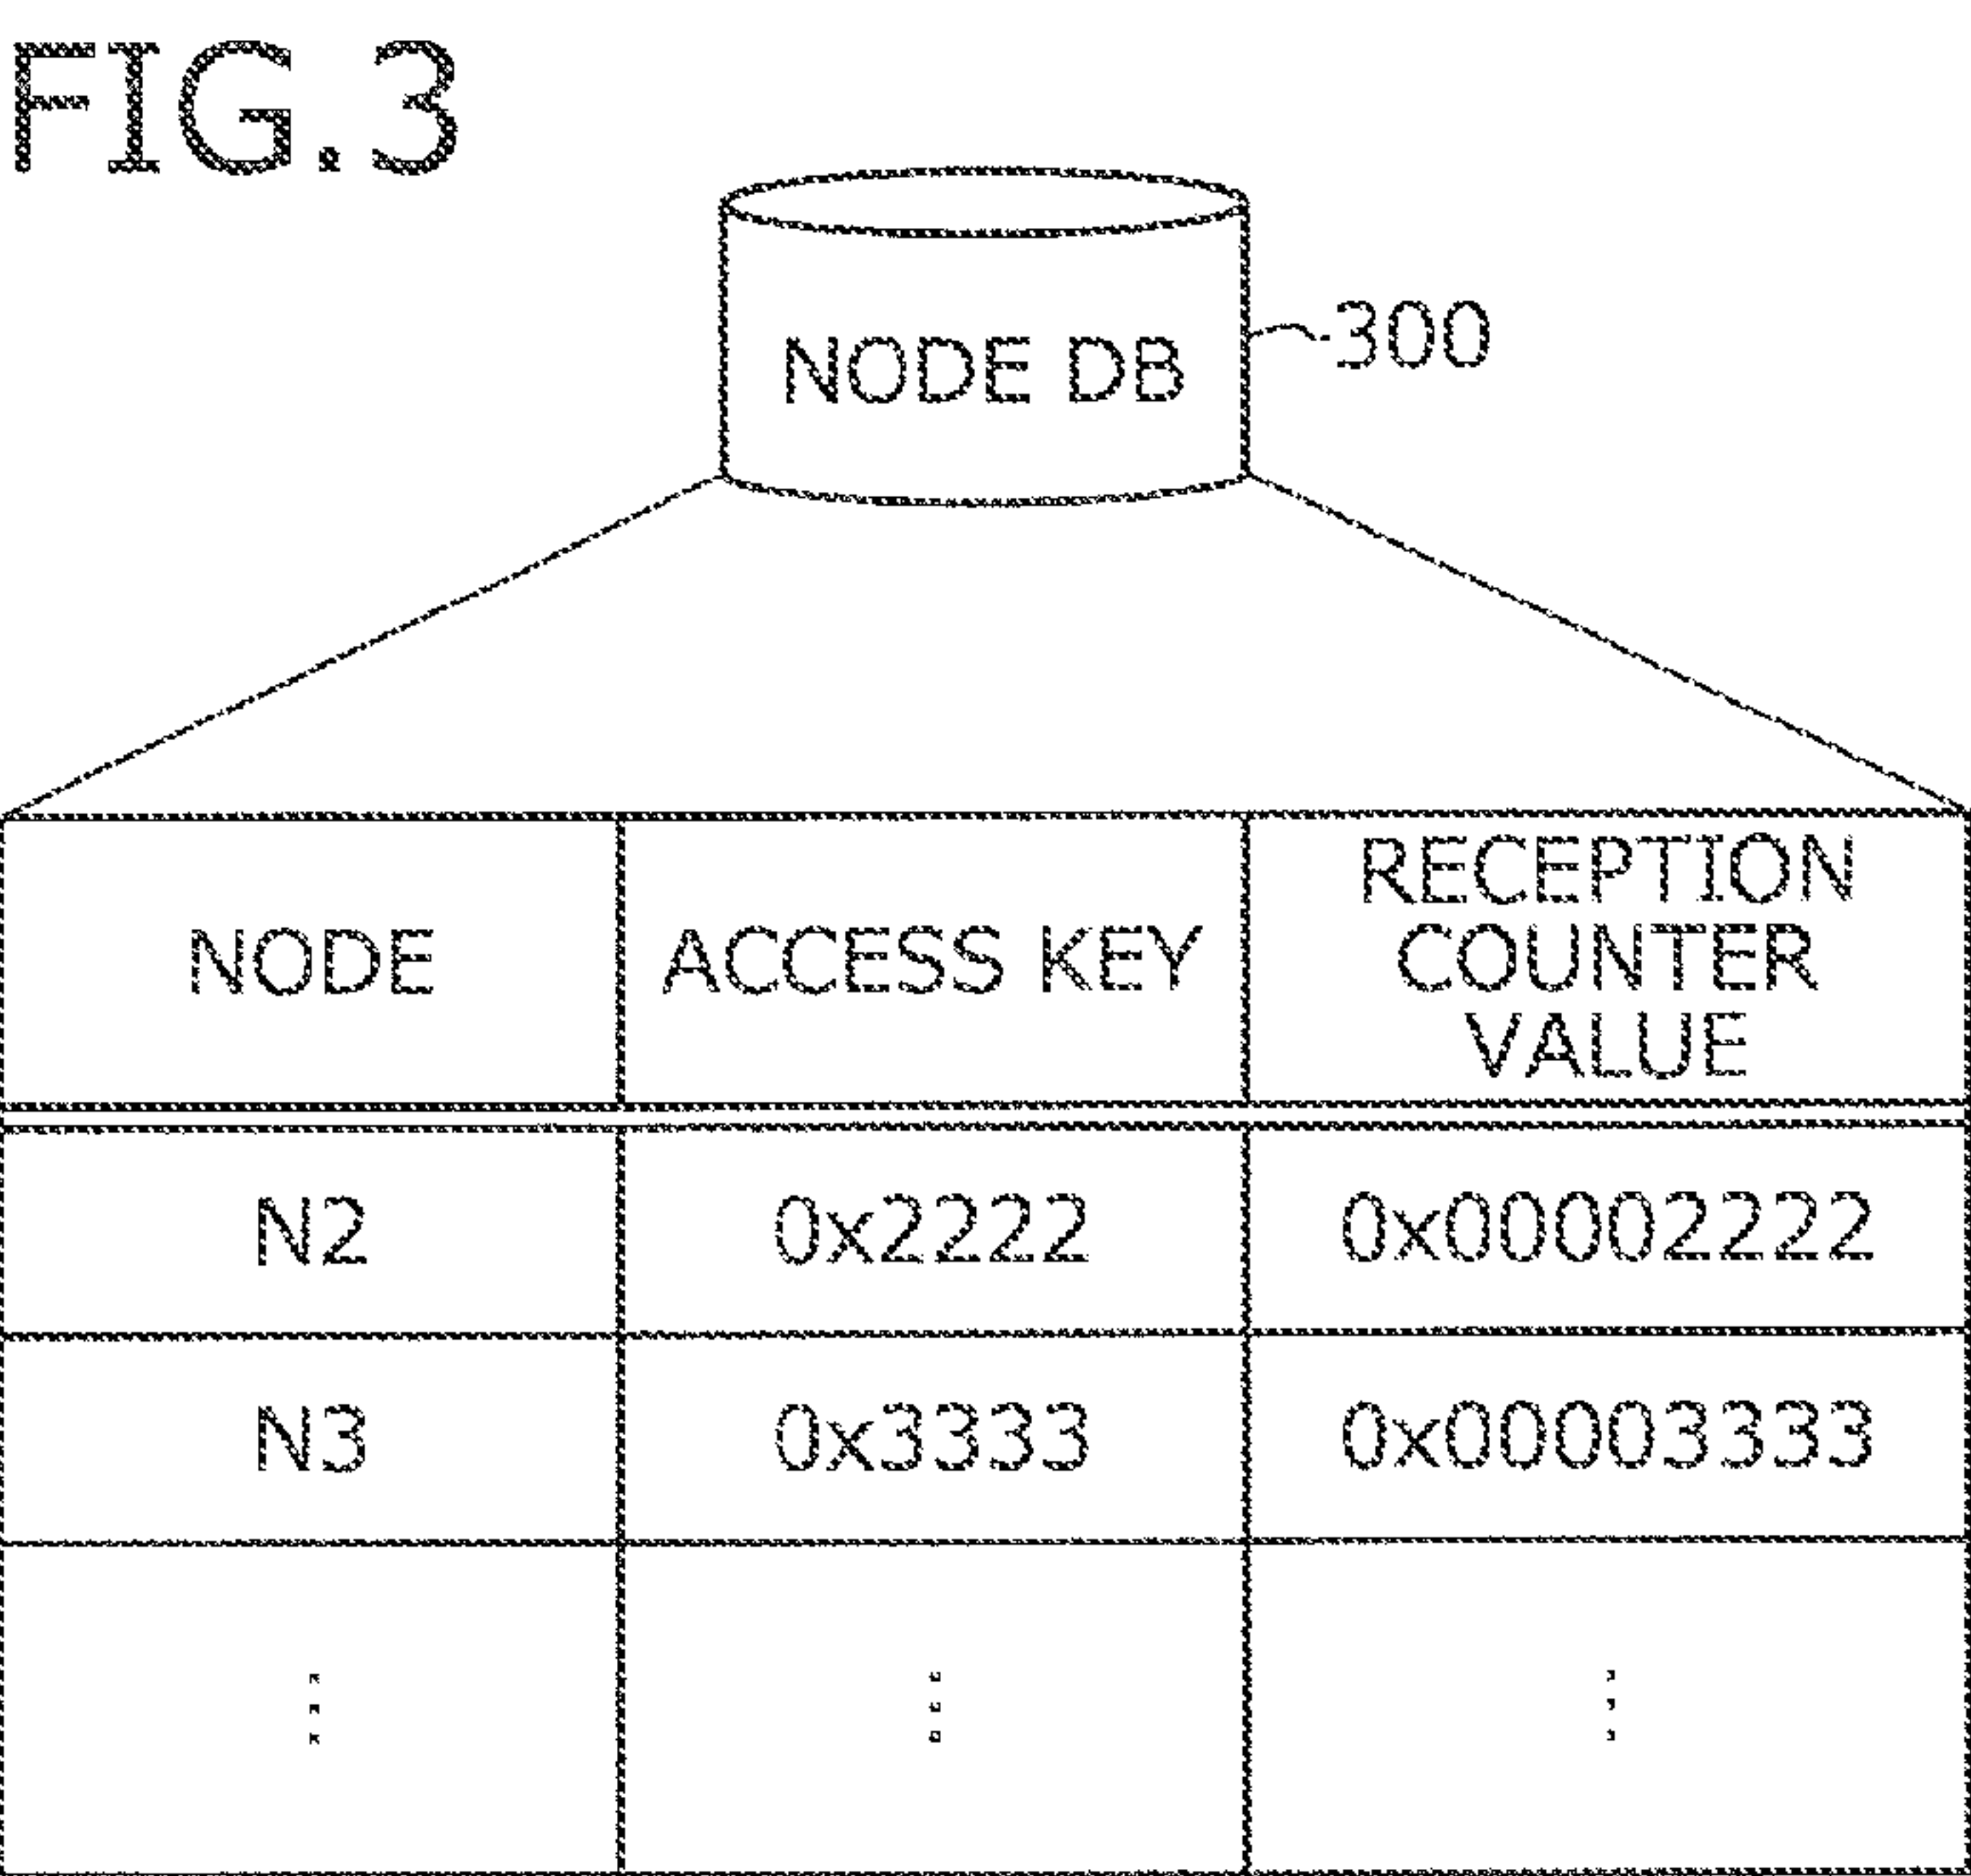 FIG.3
NODE DB
300
NODE
ACCESS KEY
RECEPTION
COUNTER
VALUE
N2
0x2222
0x00002222
N3
0x3333
0x00003333